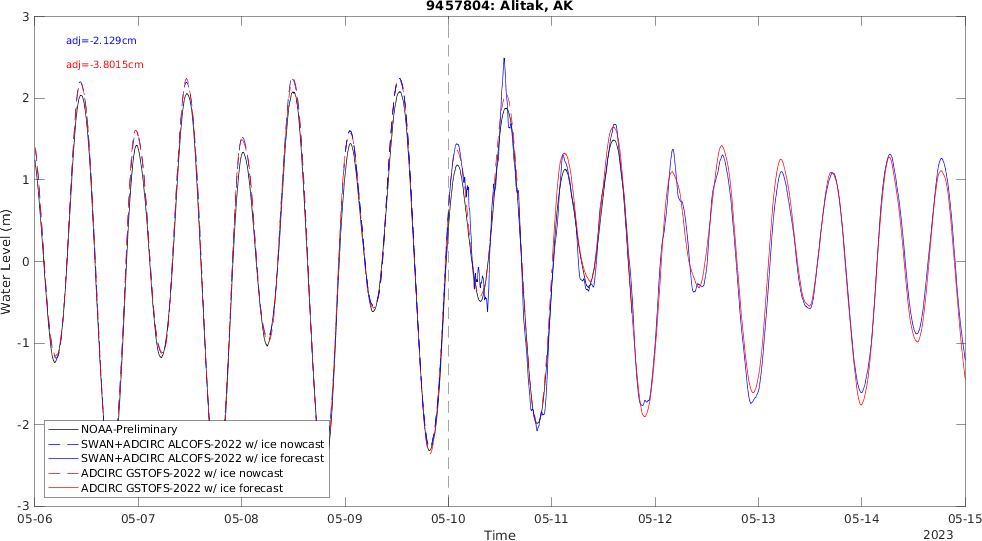 9457804: Alitak, AK
adj=-2.129cm
adj=-3.8015cm
Water Level (m)
3
2
1
0
-1
-2
-3
NOAA-Preliminary
SWAN+ADCIRC ALCOFS-2022 w/ ice nowcast
SWAN+ADCIRC ALCOFS-2022 w/ ice forecast
ADCIRC GSTOFS-2022 w/ ice nowcast
ADCIRC GSTOFS-2022 w/ ice forecast
05-06 05-07 05-08 05-09 05-10 05-11 05-12 05-13 05-14 05-15
Time
2023